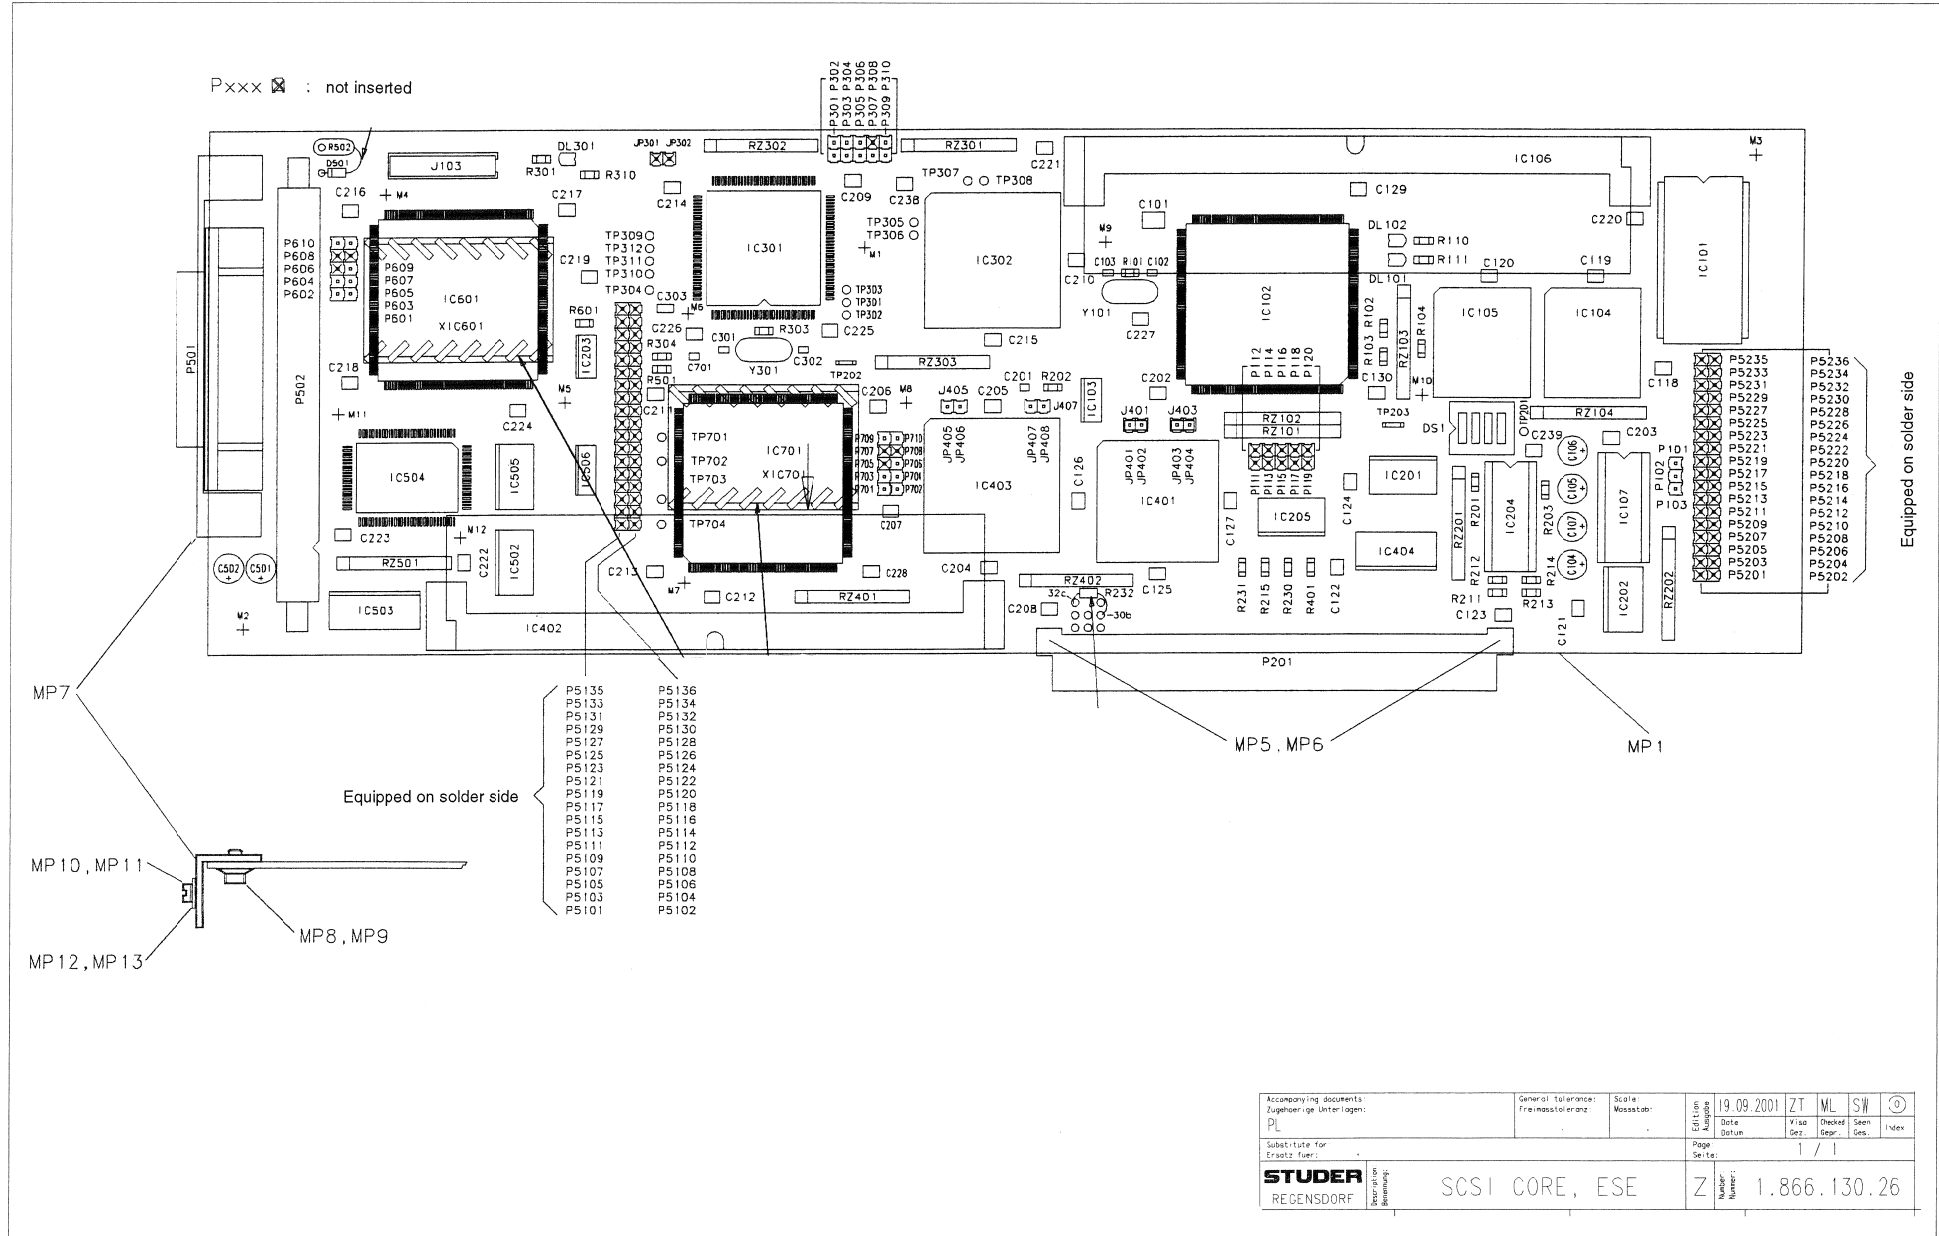 Pxxx : not inserted
P301 P302
P303 P304
P305 P306
P307 P308
P309 P310
R502
D501
J103
DL301
R301
R310
JP301 JP302
RZ302
RZ301
C221
IC106
M3
C216
M4
C217
C214
C209
C238
TP307
TP308
C129
C101
C220
TP305
TP306
M1
IC301
IC302
M9
DL102
R110
R111
DL101
IC101
P610
P608
P606
P604
P602
P609
P607
P605
P603
P601
IC601
XIC601
TP309
TP312
TP311
TP310
TP304
C219
C303
M6
TP303
TP301
TP302
C210
C103
R101
C102
Y101
C227
IC102
C120
C119
IC105
IC104
R102
R103
RZ103
R104
R601
C226
C301
R303
C225
IC203
R304
C701
Y301
C302
TP202
RZ303
C215
P501
P502
C218
M5
R501
C211
C206
M8
J405
C205
C201
R202
J407
IC103
C202
P112
P114
P116
P118
P120
C130
M10
C118
M11
C224
J401
J403
RZ102
RZ101
TP203
DS1
TP201
RZ104
C239
C106
C203
P101
P102
P103
TP701
TP702
TP703
TP704
IC701
XIC701
P709
P707
P705
P703
P701
P710
P708
P706
P704
P702
C207
JP405
JP406
JP407
JP408
IC403
C126
JP401
JP402
JP403
JP404
IC401
P111
P113
P115
P117
P119
C127
IC205
C124
IC201
IC404
RZ201
R201
IC204
R203
C105
C107
C104
IC107
IC504
IC505
IC506
C223
M12
C222
IC502
RZ501
C502
C501
IC503
M2
IC402
C213
M7
C212
RZ401
C228
C204
RZ402
32c
R232
30b
C208
C125
R231
R215
R230
R401
C122
R212
R214
R211
R213
C123
C121
IC202
RZ202
P201
P5235 P5236
P5233 P5234
P5231 P5232
P5229 P5230
P5227 P5228
P5225 P5226
P5223 P5224
P5221 P5222
P5219 P5220
P5217 P5218
P5215 P5216
P5213 P5214
P5211 P5212
P5209 P5210
P5207 P5208
P5205 P5206
P5203 P5204
P5201 P5202
Equipped on solder side
MP7
MP5.MP6
MP1
P5135 P5136
P5133 P5134
P5131 P5132
P5129 P5130
P5127 P5128
P5125 P5126
P5123 P5124
P5121 P5122
P5119 P5120
P5117 P5118
P5115 P5116
P5113 P5114
P5111 P5112
P5109 P5110
P5107 P5108
P5105 P5106
P5103 P5104
P5101 P5102
Equipped on solder side
MP10,MP11
MP8,MP9
MP12,MP13
Accompanying documents:
Zugehoerige Unterlagen:
PL
General tolerance:
Freimasstoleranz:
Scale:
Massstab:
Edition
Ausgabe
19.09.2001 ZT ML SW 0
Date
Datum
Visa
Gez.
Checked
Gepr.
Seen
Ges.
Index
Substitute for
Ersatz fuer:
Page
Seite:
1 / 1
STUDER
REGENSDORF
Description:
Benennung:
SCSI CORE, ESE
Z
Number:
Nummer:
1.866.130.26